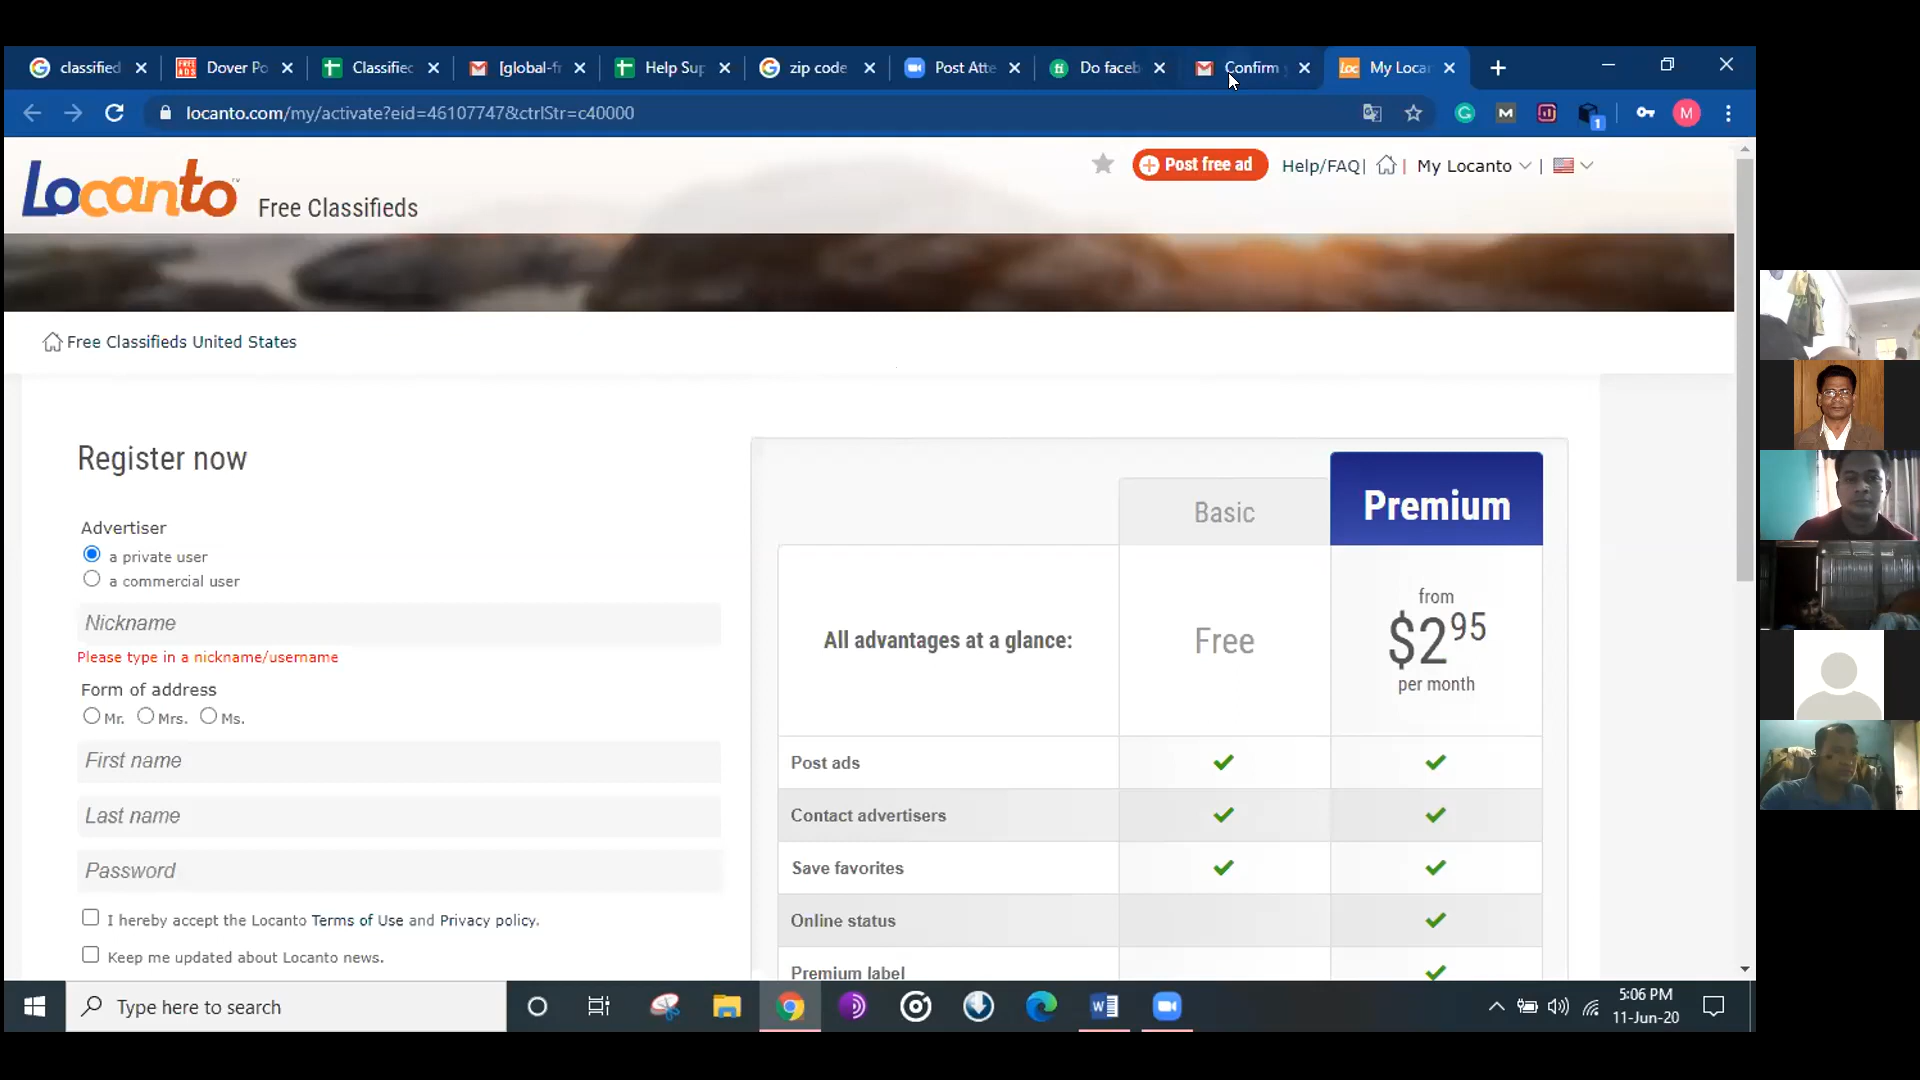 classified
Dover Po
Classified
[global-fr
Help Sup
zip code
Post Atte
Do faceb
Confirm
My Loca
locanto.com/my/activate?eid=46107747&ctrlStr=c40000
M
1
M
Locanto
Free Classifieds
Post free ad
Help/FAQ|
| My Locanto
|
Free Classifieds United States
Register now
Advertiser
a private user
a commercial user
Nickname
Please type in a nickname/username
Form of address
Mr. Mrs. Ms.
First name
Last name
Password
I hereby accept the Locanto Terms of Use and Privacy policy.
Keep me updated about Locanto news.
Basic
Premium
All advantages at a glance:
Free
from
$2 95
per month
Post ads
Contact advertisers
Save favorites
Online status
Premium label
Type here to search
5:06 PM
11-Jun-20